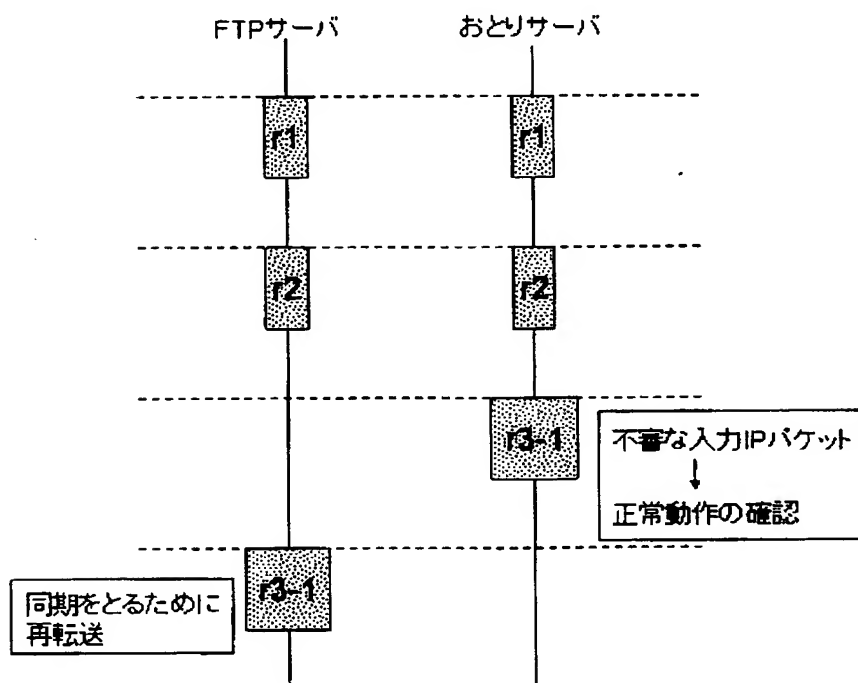 FTPサーバ おとりサーバ
r1 r1
r2 r2
r3-1
不審な入力IPパケット
↓
正常動作の確認
r3-1
同期をとるために
再転送